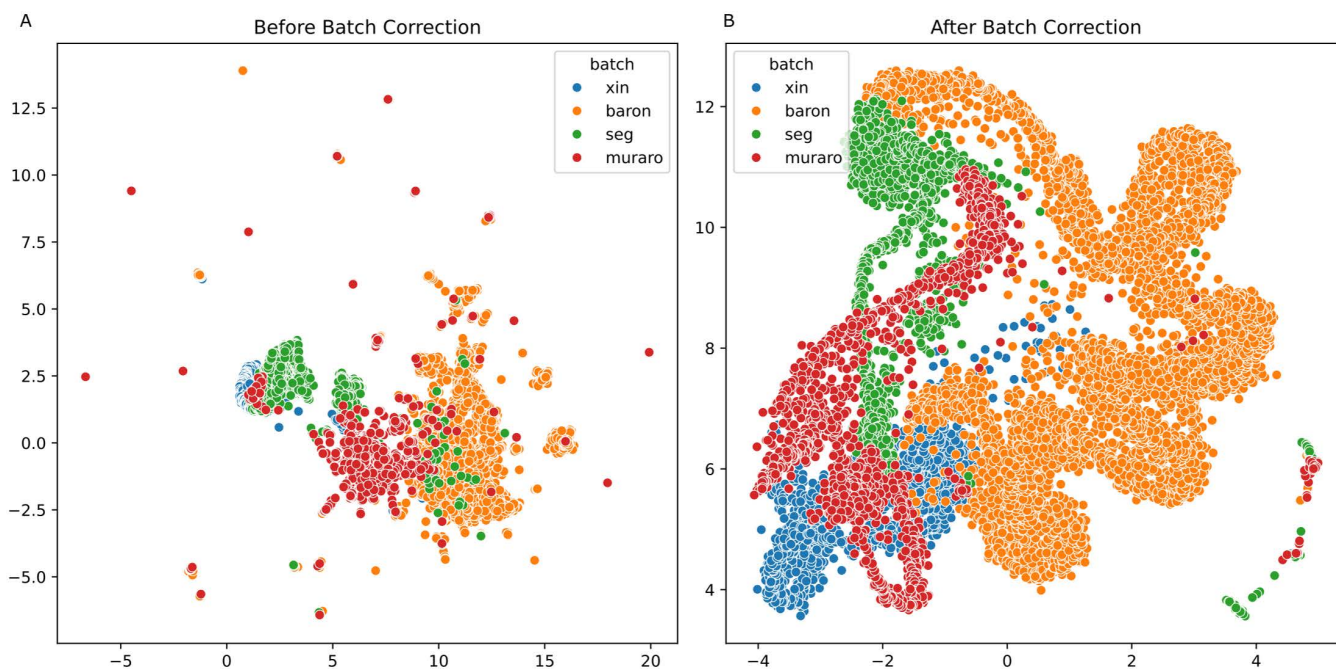 A
Before Batch Correction
batch
xin
baron
seg
muraro
12.5
10.0
7.5
5.0
2.5
0.0
−2.5
−5.0
−5 0 5 10 15 20
B
After Batch Correction
batch
xin
baron
seg
muraro
12
10
8
6
4
−4 −2 0 2 4